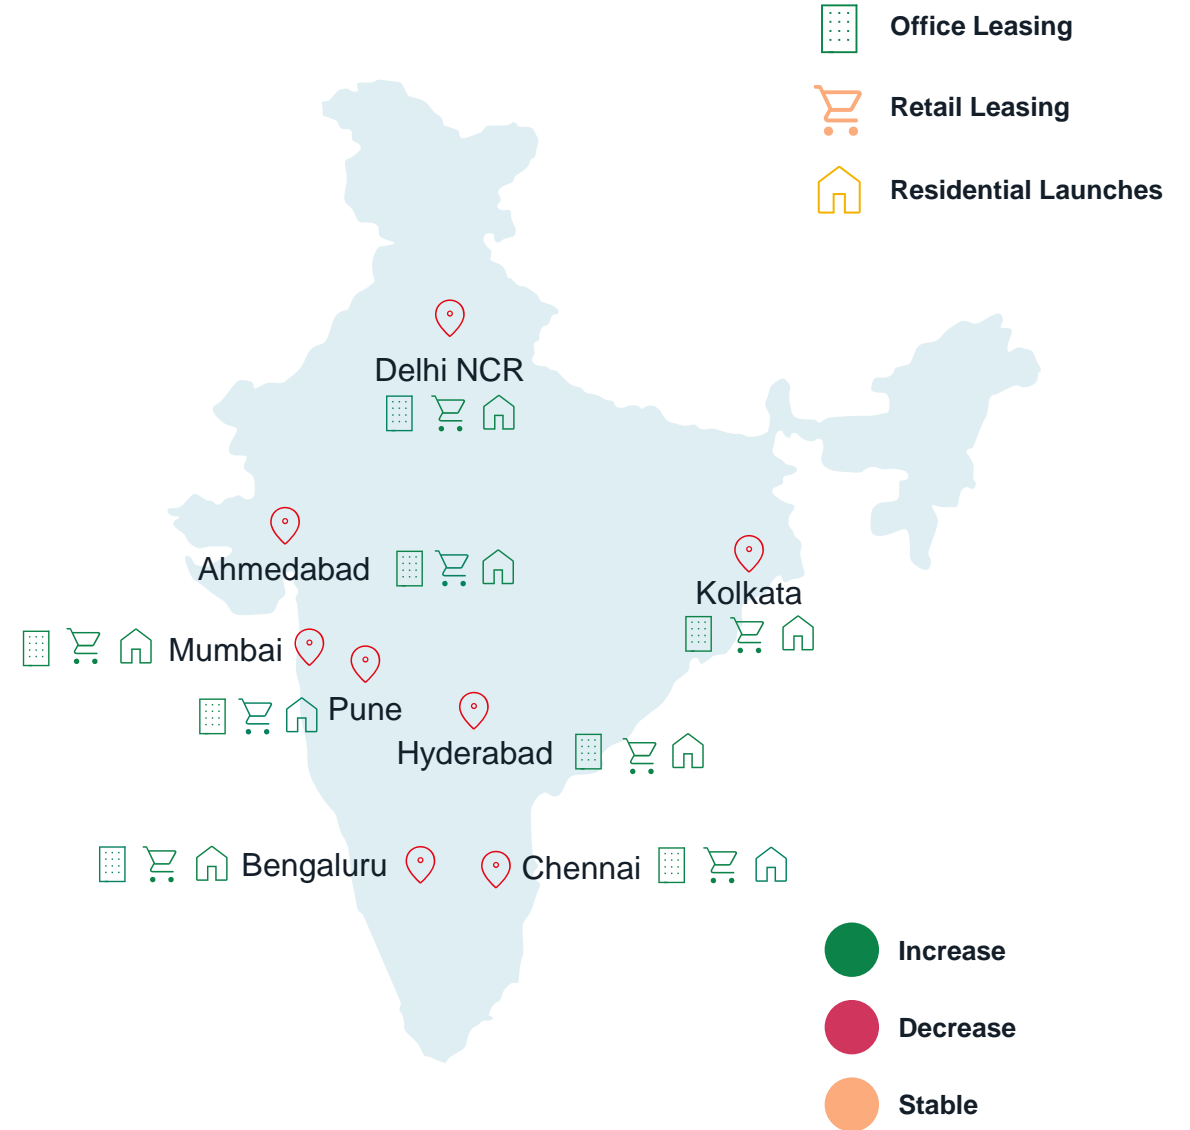 Office Leasing
Retail Leasing
Residential Launches
Delhi NCR
Ahmedabad
Kolkata
Mumbai
Pune
Hyderabad
Bengaluru
Chennai
Increase
Decrease
Stable